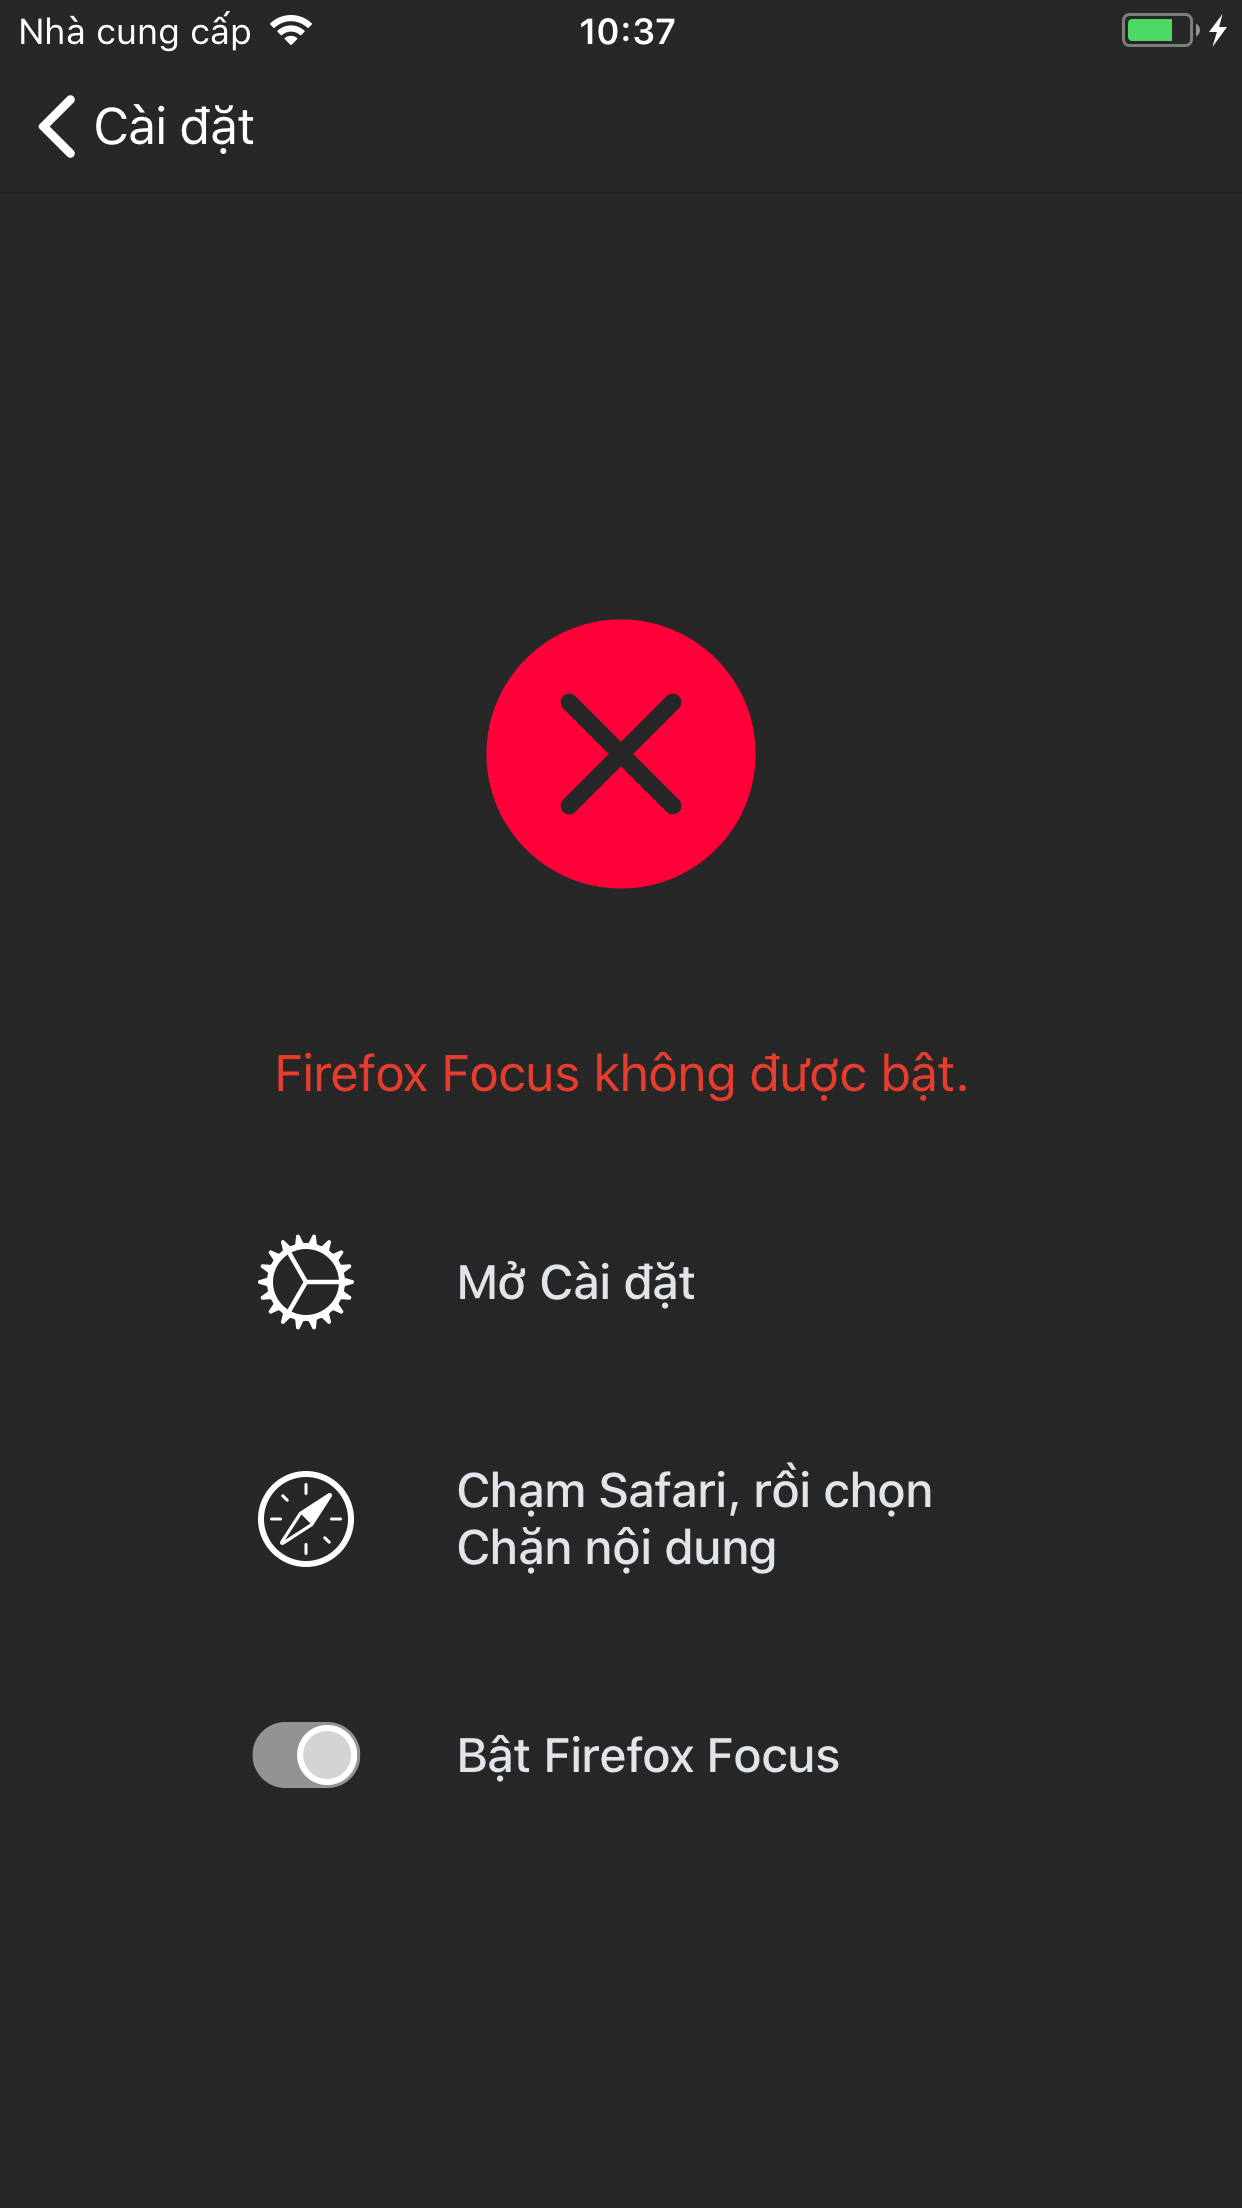 Nhà cung cấp 10:37
Cài đặt
Firefox Focus không được bật.
Mở Cài đặt
Chạm Safari, rồi chọn
Chặn nội dung
Bật Firefox Focus